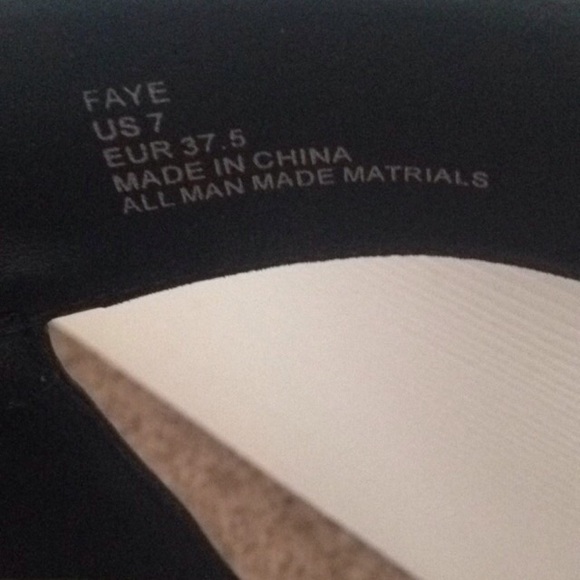 FAYE
US 7
EUR 37.5
MADE IN CHINA
ALL MAN MADE MATRIALS